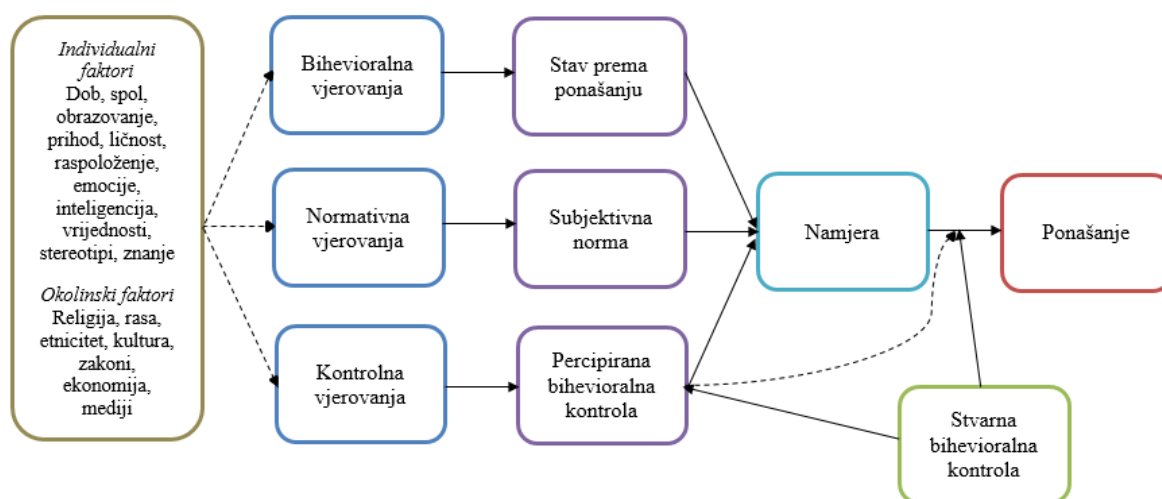 Individualni
faktori
Dob, spol,
obrazovanje,
prihod, ličnost,
raspoloženje,
emocije,
inteligencija,
vrijednosti,
stereotipi, znanje
Okolinski faktori
Religija, rasa,
etnicitet, kultura,
zakoni,
ekonomija,
mediji
Bihevioralna
vjerovanja
Stav prema
ponašanju
Normativna
vjerovanja
Subjektivna
norma
Namjera
Ponašanje
Kontrolna
vjerovanja
Percipirana
bihevioralna
kontrola
Stvarna
bihevioralna
kontrola